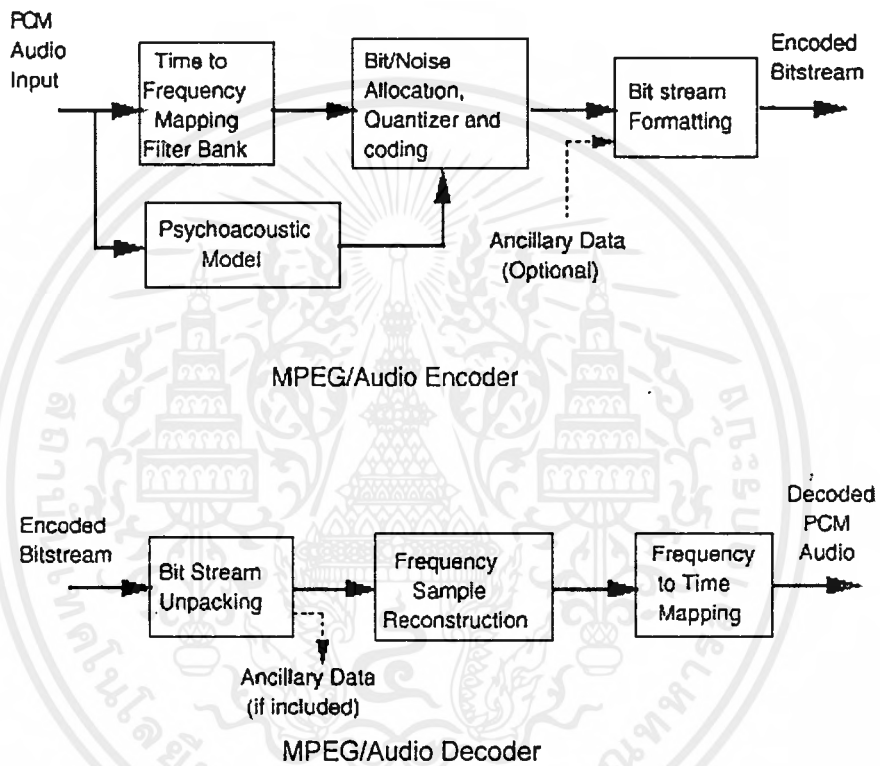 PCM
Audio
Input
Time to
Frequency
Mapping
Filter Bank
Bit/Noise
Allocation,
Quantizer and
coding
Bit stream
Formatting
Encoded
Bitstream
Psychoacoustic
Model
Ancillary Data
(Optional)
MPEG/Audio Encoder
Encoded
Bitstream
Bit Stream
Unpacking
Frequency
Sample
Reconstruction
Frequency
to Time
Mapping
Decoded
PCM
Audio
Ancillary Data
(if included)
MPEG/Audio Decoder